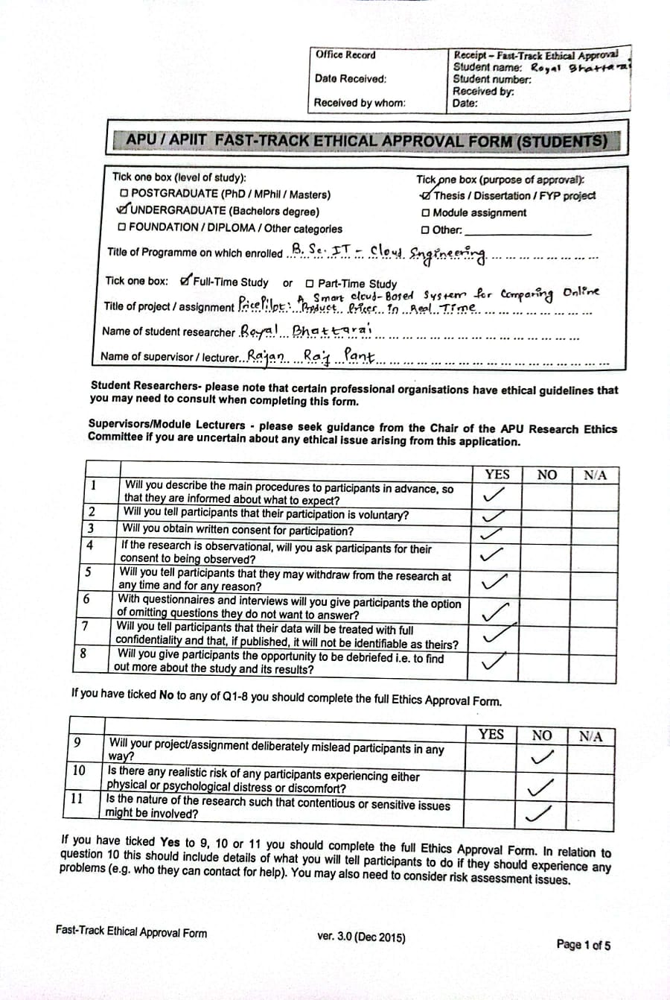 Office Record
Date Received:
Received by whom:
Receipt – Fast-Track Ethical Approval
Student name: Royal Bhattarai
Student number:
Received by:
Date:
APU / APIIT FAST-TRACK ETHICAL APPROVAL FORM (STUDENTS)
Tick one box (level of study):
☐ POSTGRADUATE (PhD / MPhil / Masters)
☑ UNDERGRADUATE (Bachelors degree)
☐ FOUNDATION / DIPLOMA / Other categories
Tick one box (purpose of approval):
☑ Thesis / Dissertation / FYP project
☐ Module assignment
☐ Other:
Title of Programme on which enrolled B.Sc.IT – Cloud Engineering
Tick one box: ☑ Full-Time Study or ☐ Part-Time Study
Title of project / assignment PricePilot: A Smart cloud-Based System for Comparing Online
Product Prices in Real Time
Name of student researcher Royal Bhattarai
Name of supervisor / lecturer Rajan Raj Pant
Student Researchers- please note that certain professional organisations have ethical guidelines that
you may need to consult when completing this form.
Supervisors/Module Lecturers - please seek guidance from the Chair of the APU Research Ethics
Committee if you are uncertain about any ethical issue arising from this application.
YES NO N/A
1 Will you describe the main procedures to participants in advance, so
that they are informed about what to expect? ✓
2 Will you tell participants that their participation is voluntary? ✓
3 Will you obtain written consent for participation? ✓
4 If the research is observational, will you ask participants for their
consent to being observed? ✓
5 Will you tell participants that they may withdraw from the research at
any time and for any reason? ✓
6 With questionnaires and interviews will you give participants the option
of omitting questions they do not want to answer? ✓
7 Will you tell participants that their data will be treated with full
confidentiality and that, if published, it will not be identifiable as theirs? ✓
8 Will you give participants the opportunity to be debriefed i.e. to find
out more about the study and its results? ✓
If you have ticked No to any of Q1-8 you should complete the full Ethics Approval Form.
YES NO N/A
9 Will your project/assignment deliberately mislead participants in any
way? ✓
10 Is there any realistic risk of any participants experiencing either
physical or psychological distress or discomfort? ✓
11 Is the nature of the research such that contentious or sensitive issues
might be involved? ✓
If you have ticked Yes to 9, 10 or 11 you should complete the full Ethics Approval Form. In relation to
question 10 this should include details of what you will tell participants to do if they should experience any
problems (e.g. who they can contact for help). You may also need to consider risk assessment issues.
Fast-Track Ethical Approval Form
ver. 3.0 (Dec 2015)
Page 1 of 5